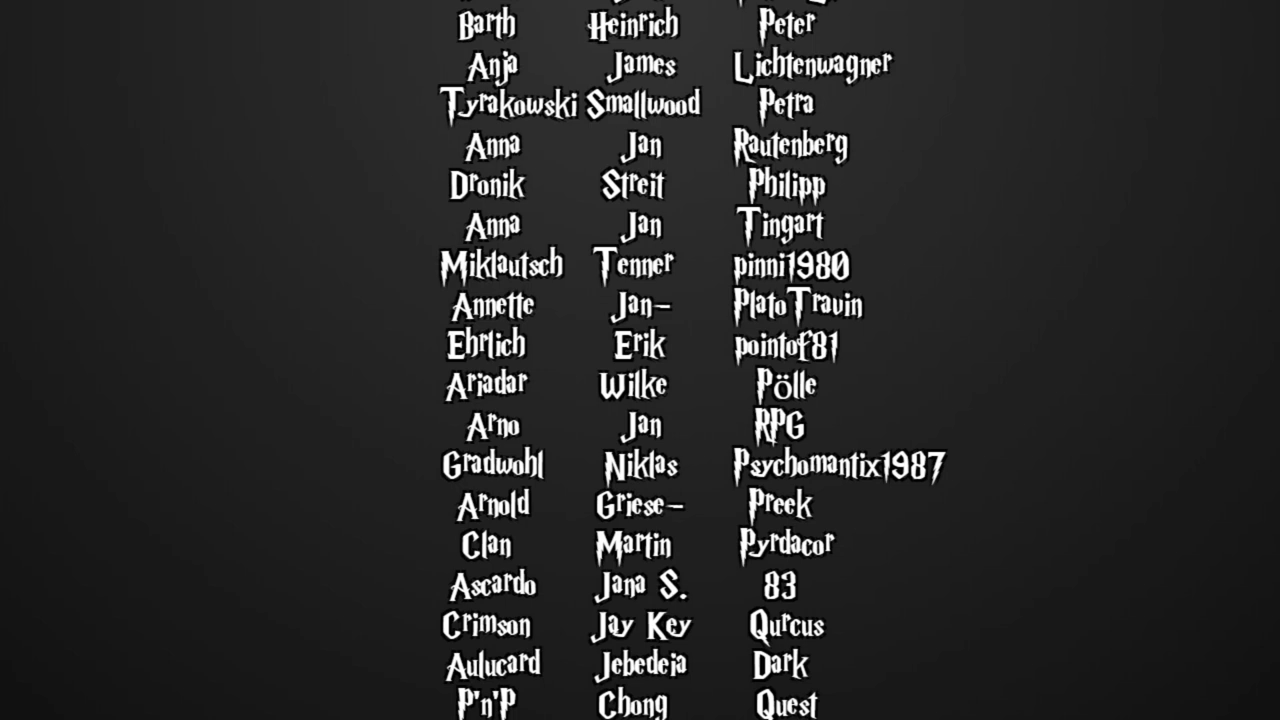 Barth Heinrich Peter
Anja James Lichtenwagner
Tyrakowski Smallwood Petra
Anna Jan Rautenberg
Dronik Streit Philipp
Anna Jan Tingart
Miklautsch Tenner pinni1980
Annette Jan- PlatoTravin
Ehrlich Erik pointof81
Ariadar Wilke Pölle
Arno Jan RPG
Gradwohl Niklas Psychomantix1987
Arnold Griese- Preek
Clan Martin Pyrdacor
Ascardo Jana S. 83
Crimson Jay Key Qurcus
Aulucard Jebedeia Dark
P'n'P Chong Quest